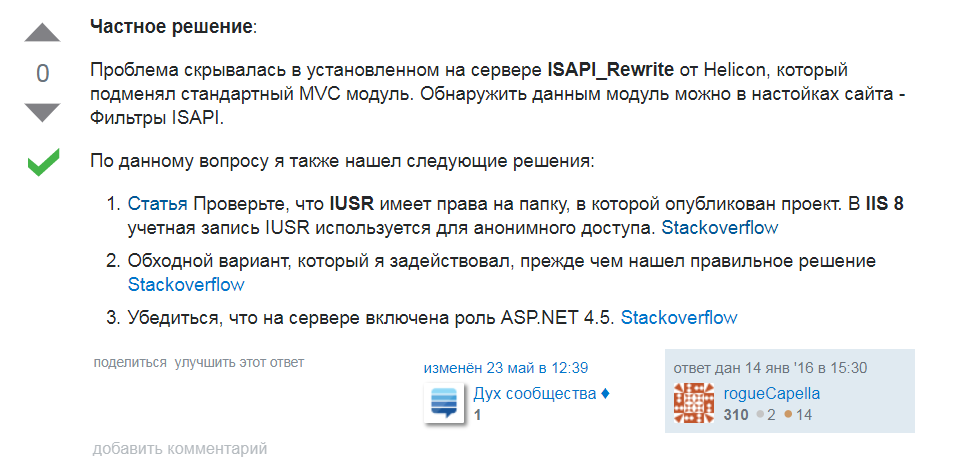 Частное решение:
0
Проблема скрывалась в установленном на сервере ISAPI_Rewrite от Helicon, который
подменял стандартный MVC модуль. Обнаружить данным модуль можно в настойках сайта -
Фильтры ISAPI.
По данному вопросу я также нашел следующие решения:
1. Статья Проверьте, что IUSR имеет права на папку, в которой опубликован проект. В IIS 8
учетная запись IUSR используется для анонимного доступа. Stackoverflow
2. Обходной вариант, который я задействовал, прежде чем нашел правильное решение
Stackoverflow
3. Убедиться, что на сервере включена роль ASP.NET 4.5. Stackoverflow
поделиться улучшить этот ответ
изменён 23 май в 12:39
Дух сообщества ♦
1
ответ дан 14 янв '16 в 15:30
rogueCapella
310 ●2 ●14
добавить комментарий